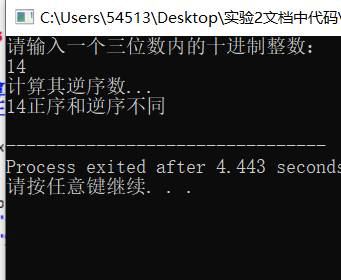 C:\Users\54513\Desktop\实验2文档中代码\
请输入一个三位数内的十进制整数：
14
计算其逆序数...
14正序和逆序不同
--------------------------------
Process exited after 4.443 seconds
请按任意键继续. . .